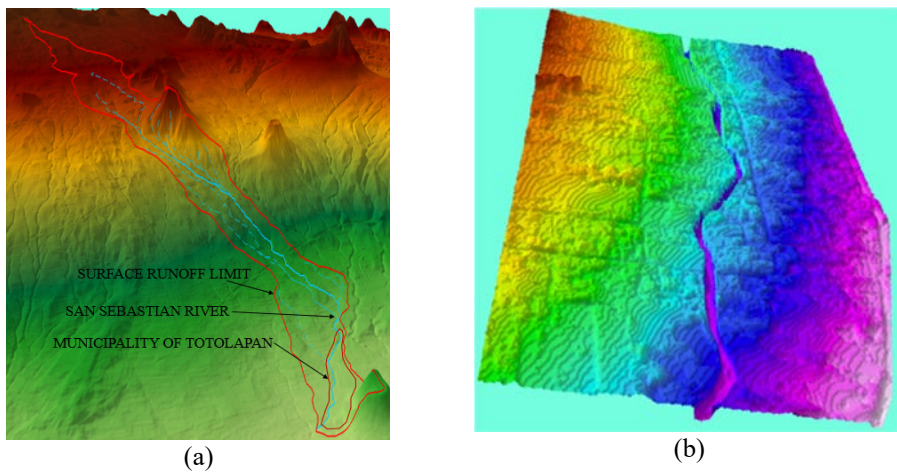 SURFACE RUNOFF LIMIT
SAN SEBASTIAN RIVER
MUNICIPALITY OF TOTOLAPAN
(a)
(b)